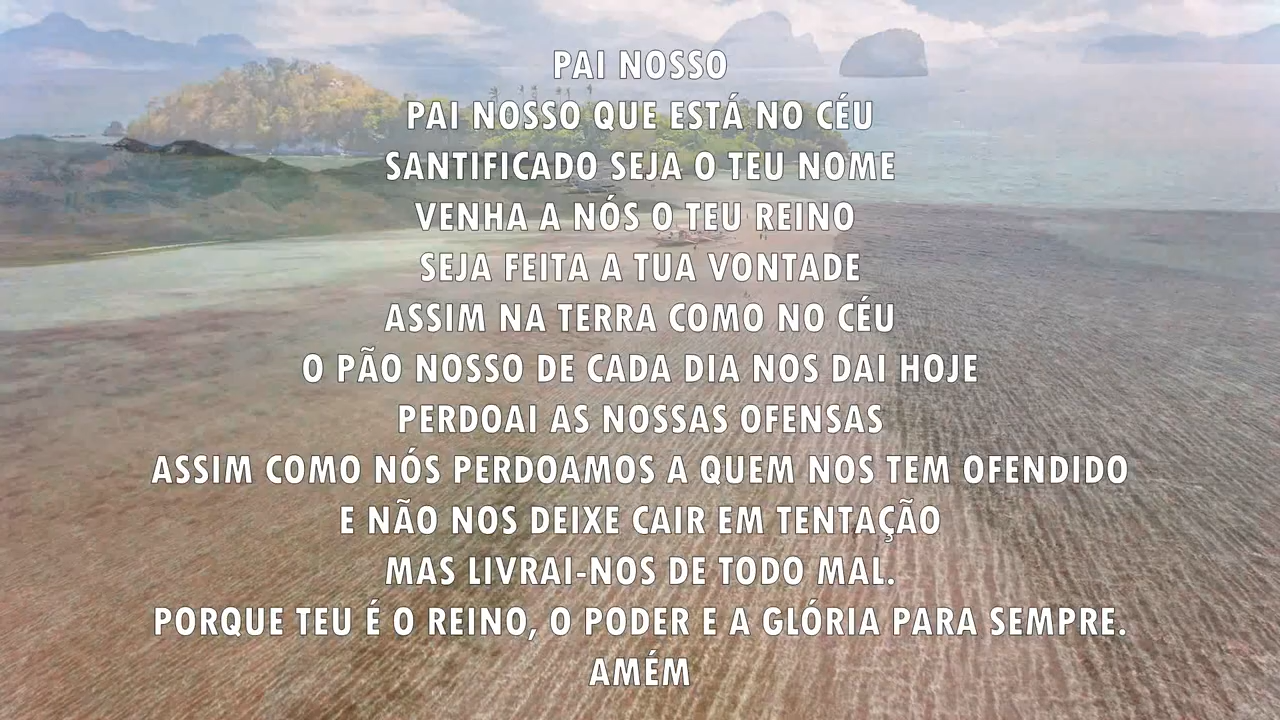 PAI NOSSO
PAI NOSSO QUE ESTÁ NO CÉU
SANTIFICADO SEJA O TEU NOME
VENHA A NÓS O TEU REINO
SEJA FEITA A TUA VONTADE
ASSIM NA TERRA COMO NO CÉU
O PÃO NOSSO DE CADA DIA NOS DAI HOJE
PERDOAI AS NOSSAS OFENSAS
ASSIM COMO NÓS PERDOAMOS A QUEM NOS TEM OFENDIDO
E NÃO NOS DEIXE CAIR EM TENTAÇÃO
MAS LIVRAI-NOS DE TODO MAL.
PORQUE TEU É O REINO, O PODER E A GLÓRIA PARA SEMPRE.
AMÉM